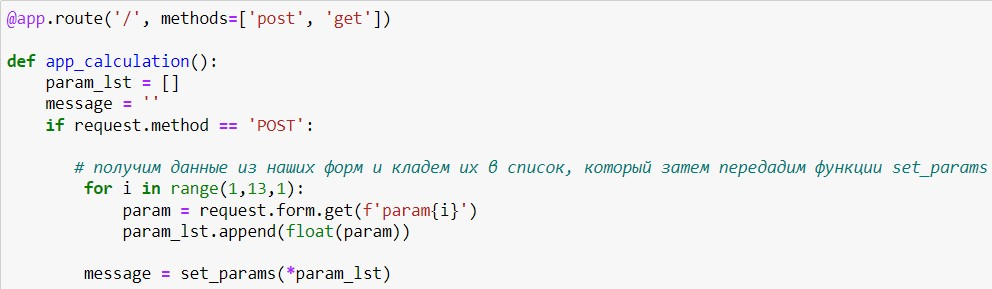 @app.route('/', methods=['post', 'get'])
def app_calculation():
    param_lst = []
    message = ''
    if request.method == 'POST':
       # получим данные из наших форм и кладем их в список, который затем передадим функции set_params
        for i in range(1,13,1):
            param = request.form.get(f'param{i}')
            param_lst.append(float(param))
        message = set_params(*param_lst)